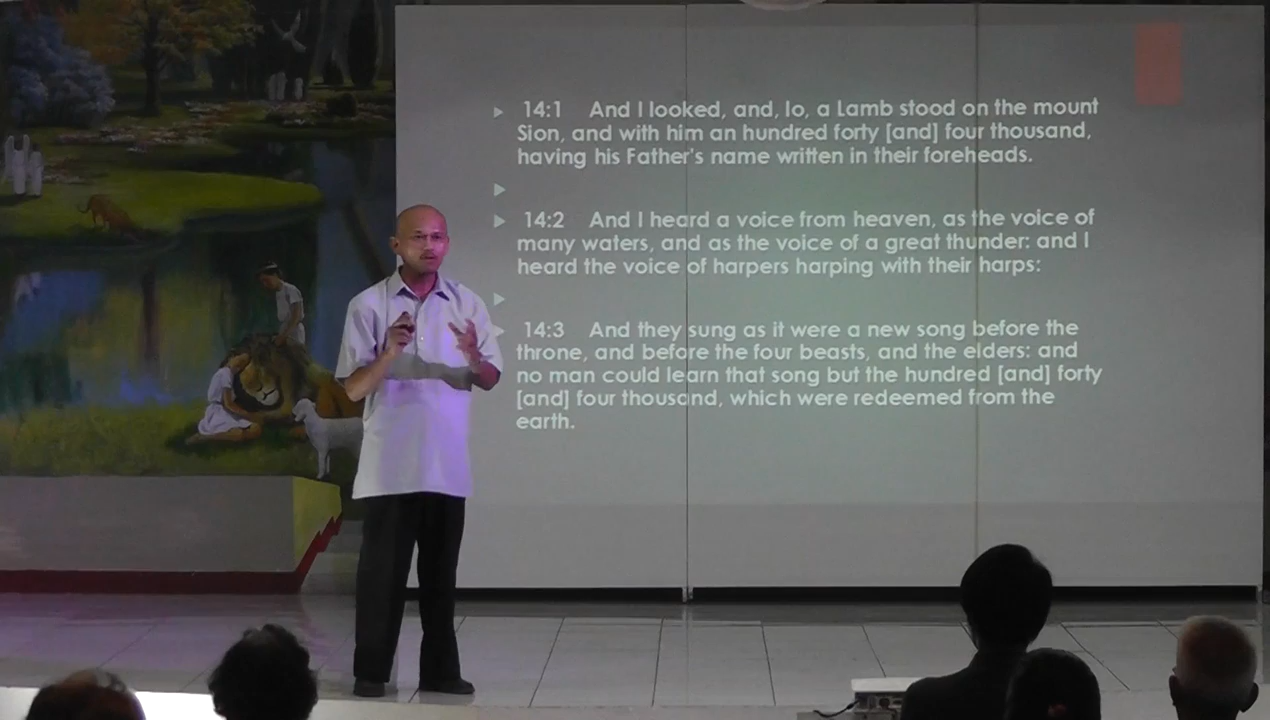 14:1 And I looked, and, lo, a Lamb stood on the mount
Sion, and with him an hundred forty [and] four thousand,
having his Father's name written in their foreheads.
14:2 And I heard a voice from heaven, as the voice of
many waters, and as the voice of a great thunder: and I
heard the voice of harpers harping with their harps:
14:3 And they sung as it were a new song before the
throne, and before the four beasts, and the elders: and
no man could learn that song but the hundred [and] forty
[and] four thousand, which were redeemed from the
earth.